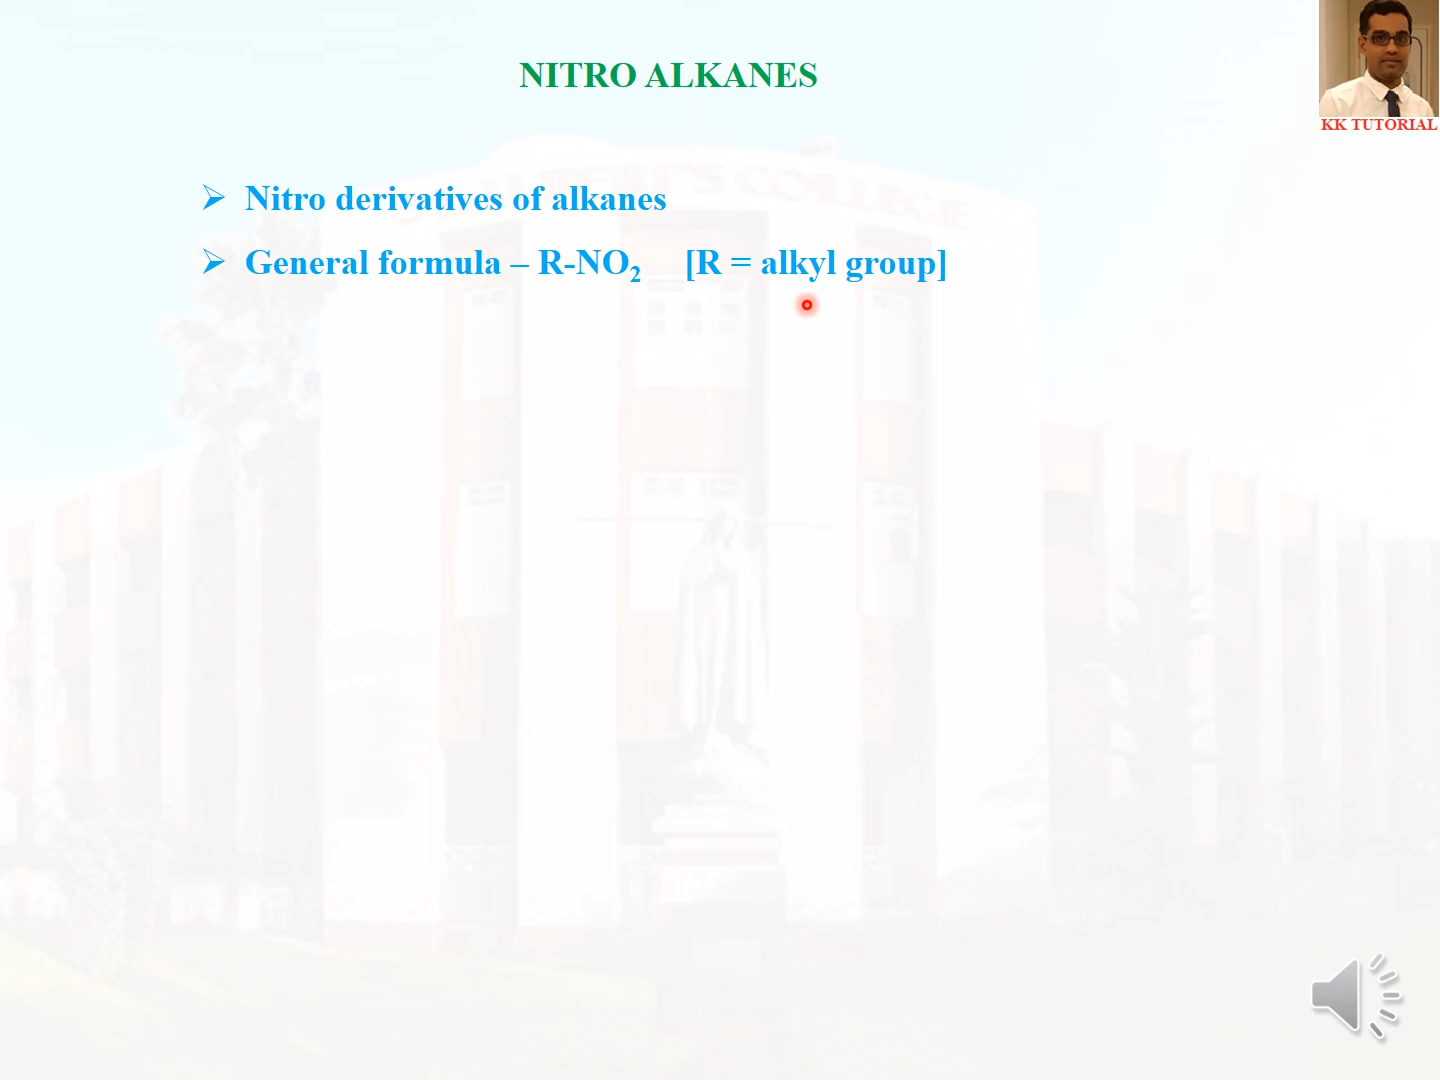 NITRO ALKANES
KK TUTORIAL
➢ Nitro derivatives of alkanes
➢ General formula – R-NO₂ [R = alkyl group]